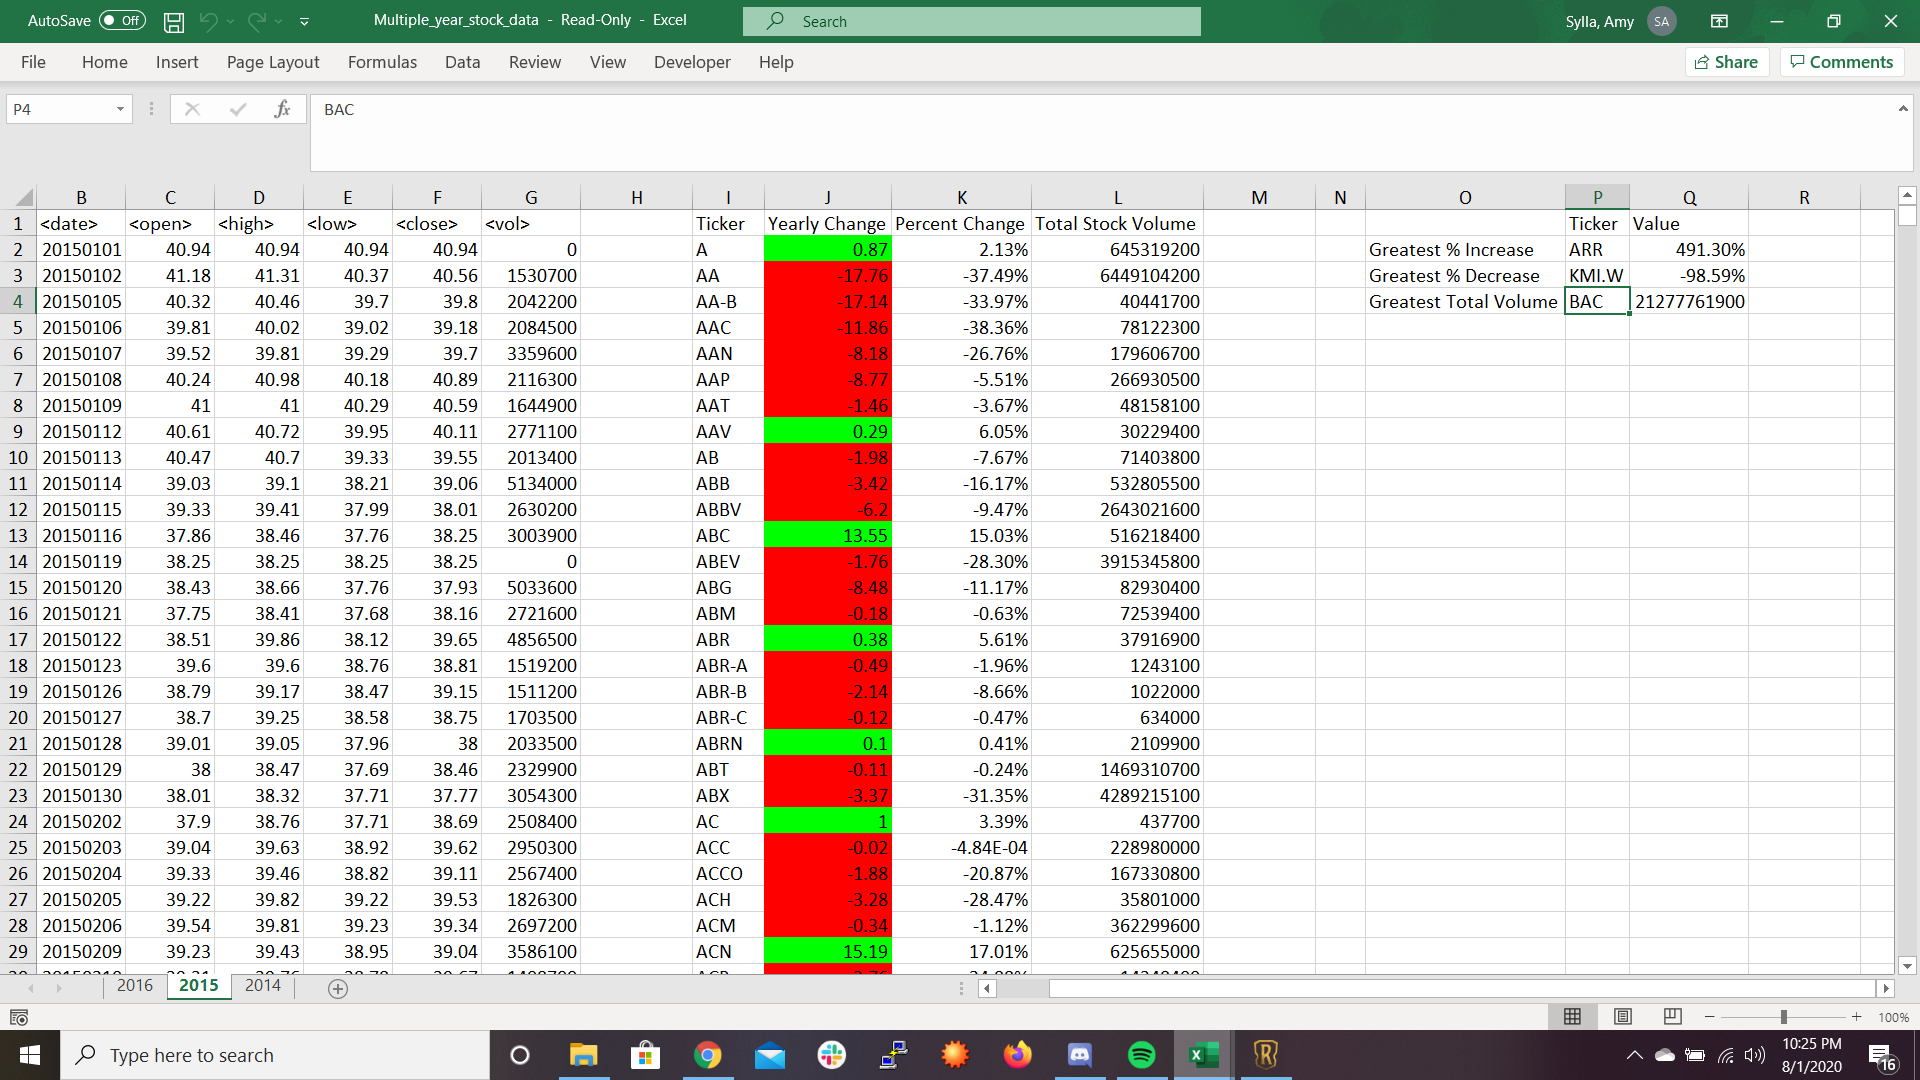 AutoSave Off Multiple_year_stock_data - Read-Only - Excel Search Sylla, Amy SA
File Home Insert Page Layout Formulas Data Review View Developer Help Share Comments
P4 fx BAC
B C D E F G H I J K L M N O P Q R
1 <date> <open> <high> <low> <close> <vol> Ticker Yearly Change Percent Change Total Stock Volume Ticker Value
2 20150101 40.94 40.94 40.94 40.94 0 A 0.87 2.13% 645319200 Greatest % Increase ARR 491.30%
3 20150102 41.18 41.31 40.37 40.56 1530700 AA -17.76 -37.49% 6449104200 Greatest % Decrease KMI.W -98.59%
4 20150105 40.32 40.46 39.7 39.8 2042200 AA-B -17.14 -33.97% 40441700 Greatest Total Volume BAC 21277761900
5 20150106 39.81 40.02 39.02 39.18 2084500 AAC -11.86 -38.36% 78122300
6 20150107 39.52 39.81 39.29 39.7 3359600 AAN -8.18 -26.76% 179606700
7 20150108 40.24 40.98 40.18 40.89 2116300 AAP -8.77 -5.51% 266930500
8 20150109 41 41 40.29 40.59 1644900 AAT -1.46 -3.67% 48158100
9 20150112 40.61 40.72 39.95 40.11 2771100 AAV 0.29 6.05% 30229400
10 20150113 40.47 40.7 39.33 39.55 2013400 AB -1.98 -7.67% 71403800
11 20150114 39.03 39.1 38.21 39.06 5134000 ABB -3.42 -16.17% 532805500
12 20150115 39.33 39.41 37.99 38.01 2630200 ABBV -6.2 -9.47% 2643021600
13 20150116 37.86 38.46 37.76 38.25 3003900 ABC 13.55 15.03% 516218400
14 20150119 38.25 38.25 38.25 38.25 0 ABEV -1.76 -28.30% 3915345800
15 20150120 38.43 38.66 37.76 37.93 5033600 ABG -8.48 -11.17% 82930400
16 20150121 37.75 38.41 37.68 38.16 2721600 ABM -0.18 -0.63% 72539400
17 20150122 38.51 39.86 38.12 39.65 4856500 ABR 0.38 5.61% 37916900
18 20150123 39.6 39.6 38.76 38.81 1519200 ABR-A -0.49 -1.96% 1243100
19 20150126 38.79 39.17 38.47 39.15 1511200 ABR-B -2.14 -8.66% 1022000
20 20150127 38.7 39.25 38.58 38.75 1703500 ABR-C -0.12 -0.47% 634000
21 20150128 39.01 39.05 37.96 38 2033500 ABRN 0.1 0.41% 2109900
22 20150129 38 38.47 37.69 38.46 2329900 ABT -0.11 -0.24% 1469310700
23 20150130 38.01 38.32 37.71 37.77 3054300 ABX -3.37 -31.35% 4289215100
24 20150202 37.9 38.76 37.71 38.69 2508400 AC 1 3.39% 437700
25 20150203 39.04 39.63 38.92 39.62 2950300 ACC -0.02 -4.84E-04 228980000
26 20150204 39.33 39.46 38.82 39.11 2567400 ACCO -1.88 -20.87% 167330800
27 20150205 39.22 39.82 39.22 39.53 1826300 ACH -3.28 -28.47% 35801000
28 20150206 39.54 39.81 39.23 39.34 2697200 ACM -0.34 -1.12% 362299600
29 20150209 39.23 39.43 38.95 39.04 3586100 ACN 15.19 17.01% 625655000
2016 2015 2014
100%
Type here to search
10:25 PM
8/1/2020
16